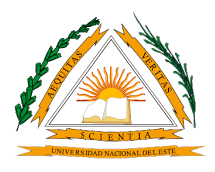 AEQUITAS
VERITAS
SCIENTIA
UNIVERSIDAD NACIONAL DEL ESTE